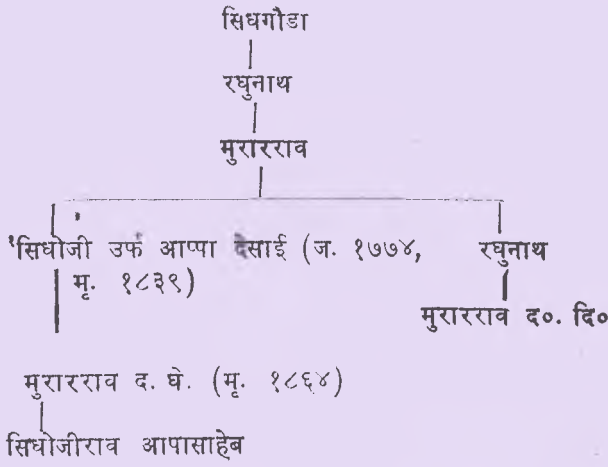 सिधगौडा
रघुनाथ
मुरारराव
सिधोजी उर्फ आप्पा देसाई (ज. १७७४,
मृ. १८३९)
रघुनाथ
मुरारराव द०. दि०
मुरारराव द. घे. (मृ. १८६४)
सिधोजीराव आपासाहेब